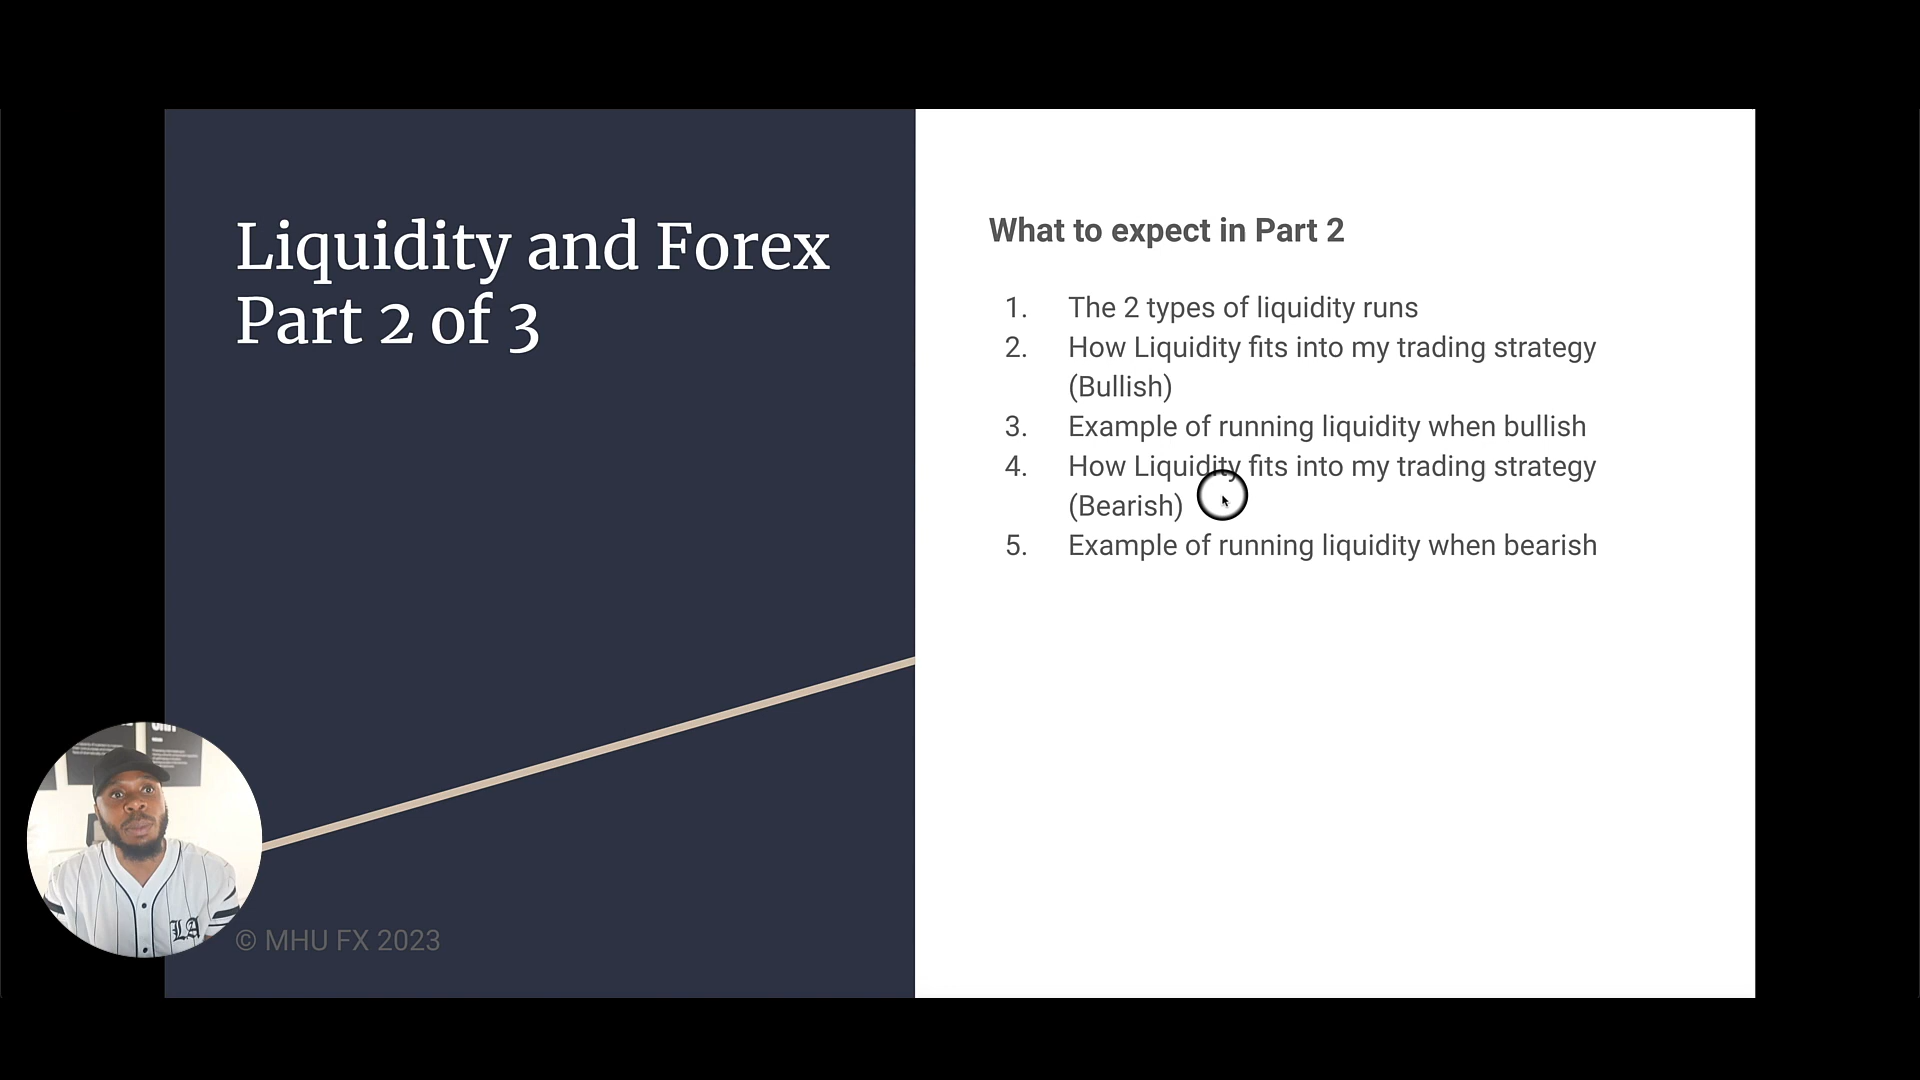 Liquidity and Forex
Part 2 of 3
What to expect in Part 2
1. The 2 types of liquidity runs
2. How Liquidity fits into my trading strategy
(Bullish)
3. Example of running liquidity when bullish
4. How Liquidity fits into my trading strategy
(Bearish)
5. Example of running liquidity when bearish
LA
© MHU FX 2023